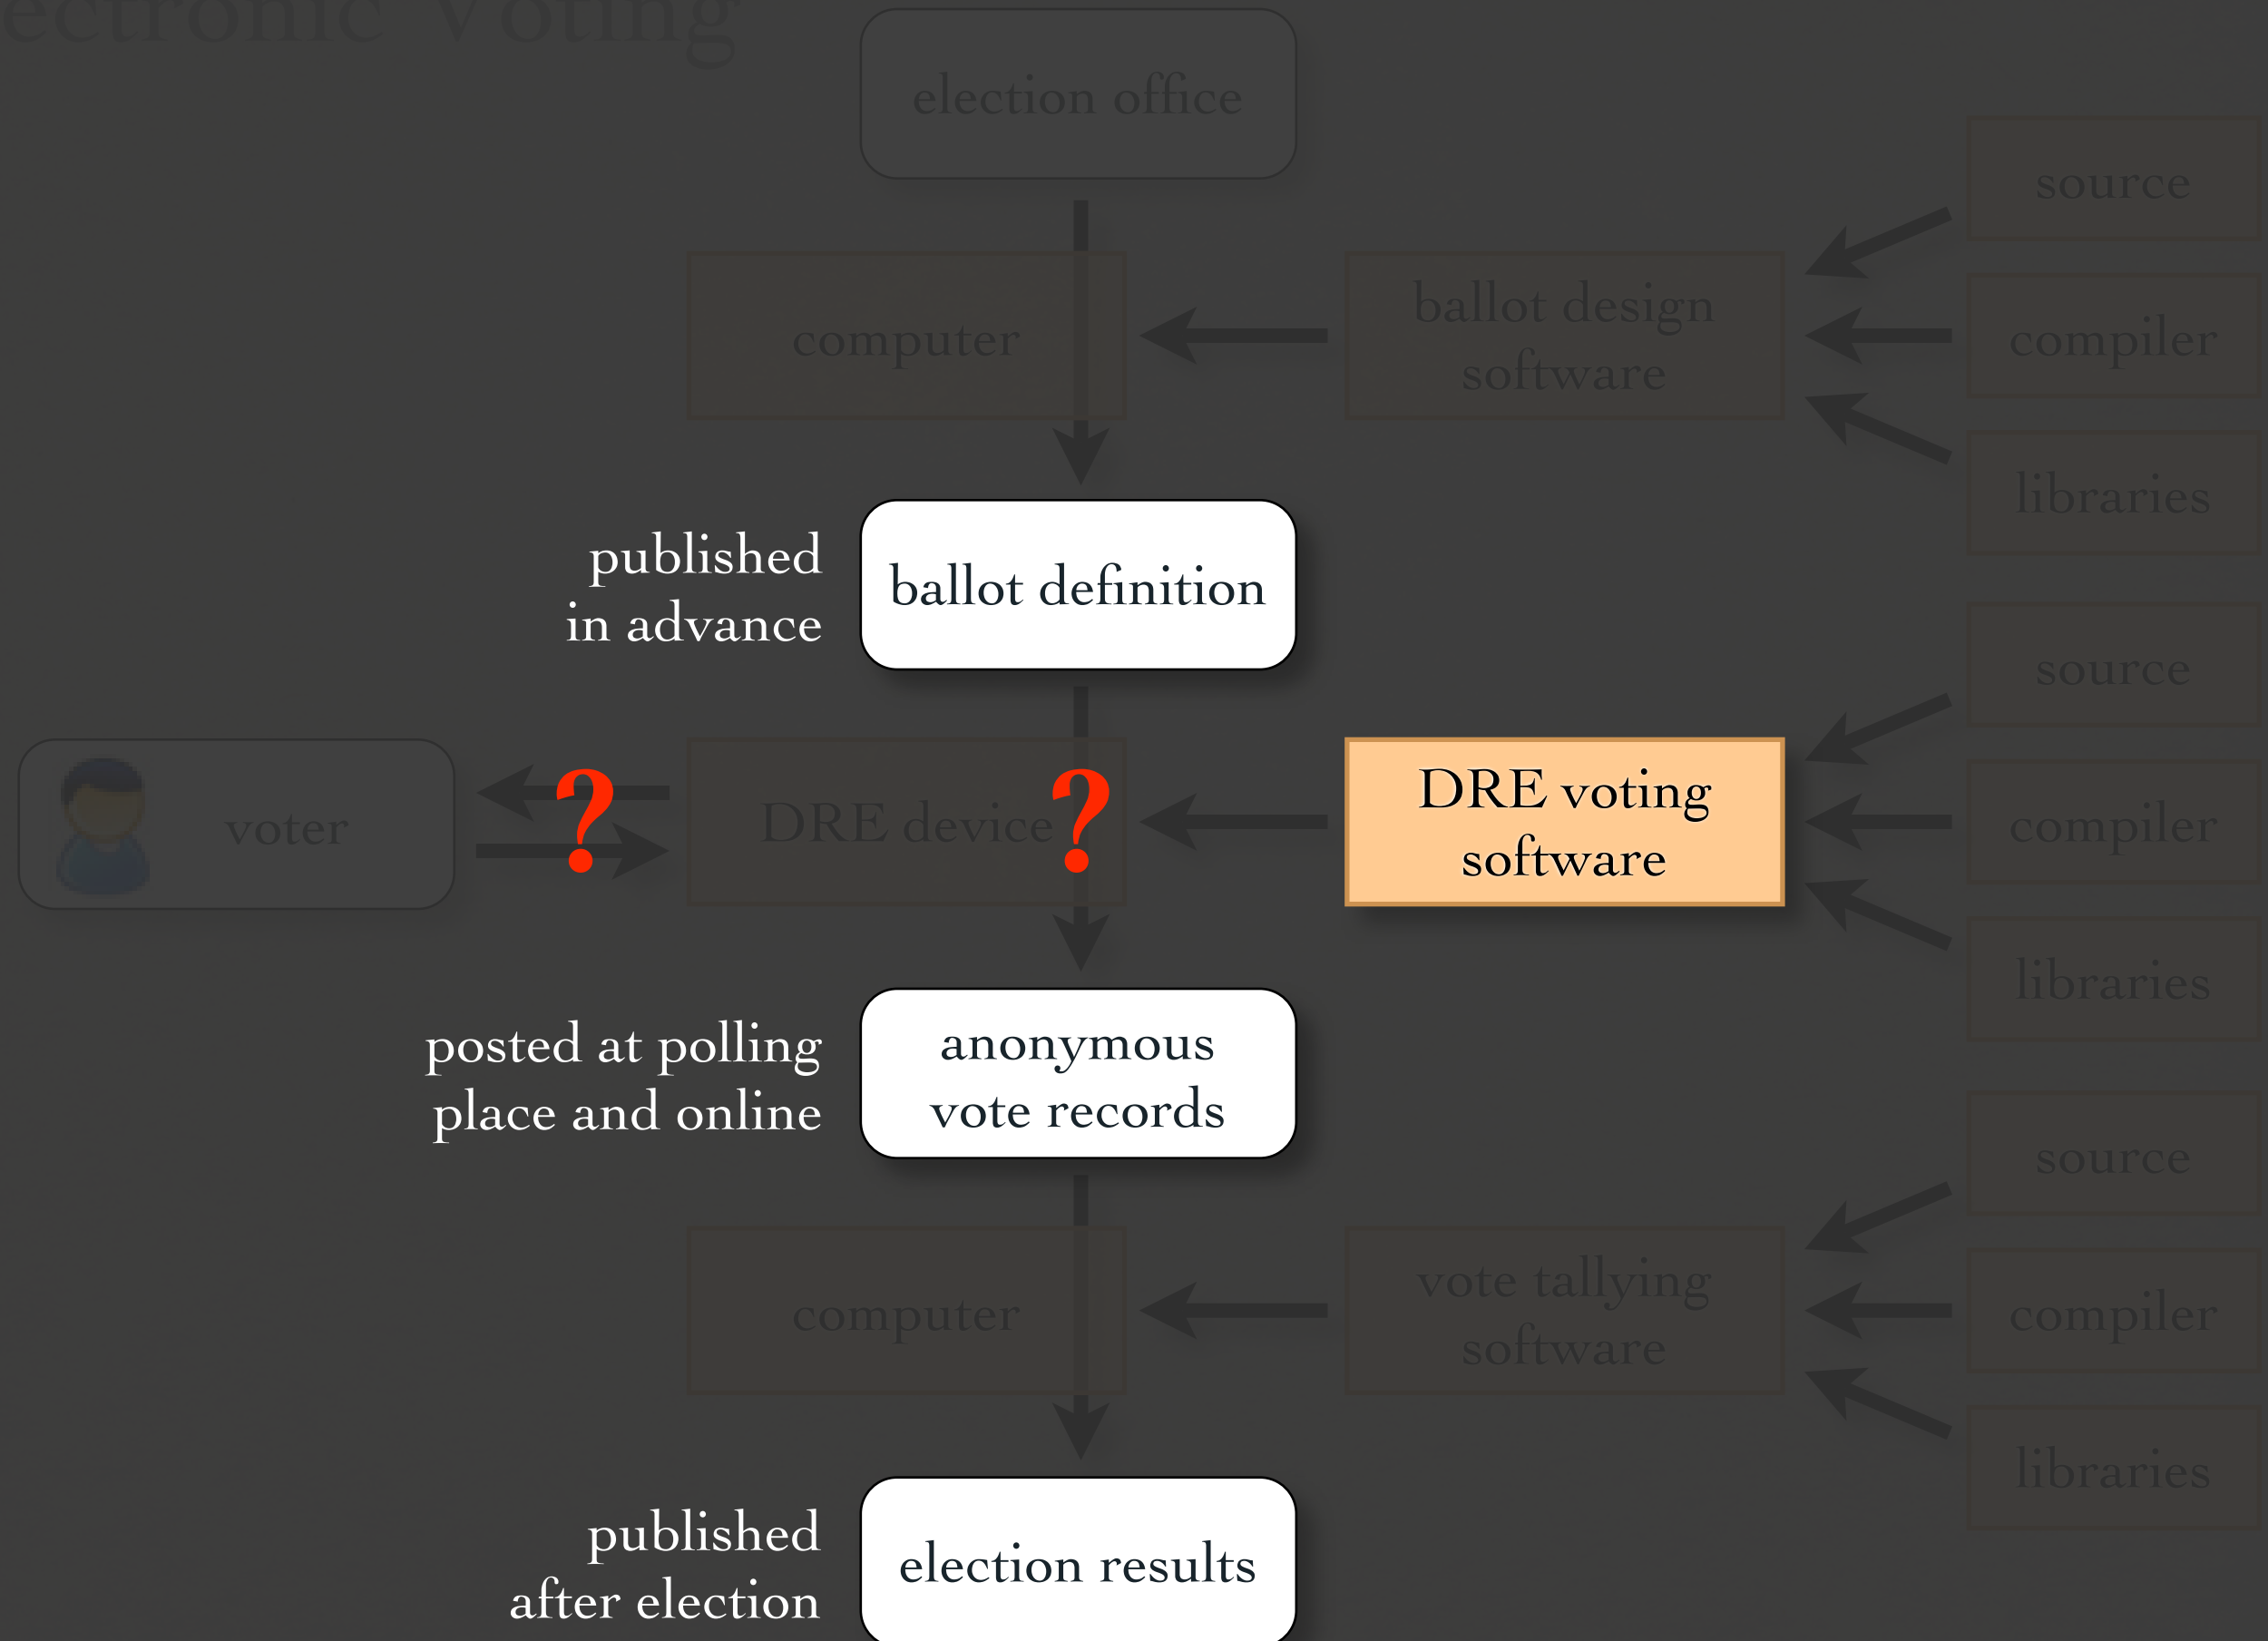 ectronic Voting
election office
source
computer
ballot design
software
compiler
libraries
published
in advance
ballot definition
source
voter
?
DRE device
?
DRE voting
software
compiler
libraries
posted at polling
place and online
anonymous
vote records
source
computer
vote tallying
software
compiler
libraries
published
after election
election results